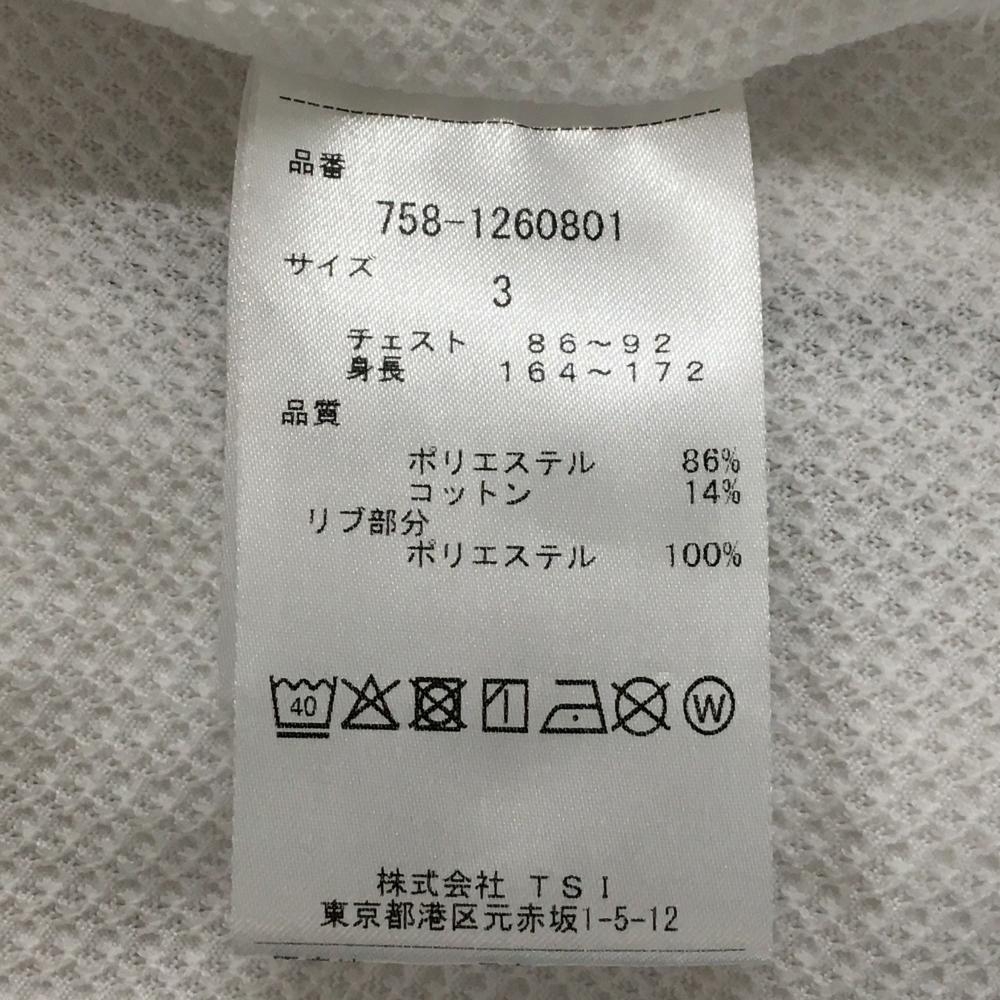 品番
758-1260801
サイズ
3
チェスト 86～92
身長 164～172
品質
ポリエステル 86%
コットン 14%
リブ部分
ポリエステル 100%
40 W
株式会社 TSI
東京都港区元赤坂1-5-12